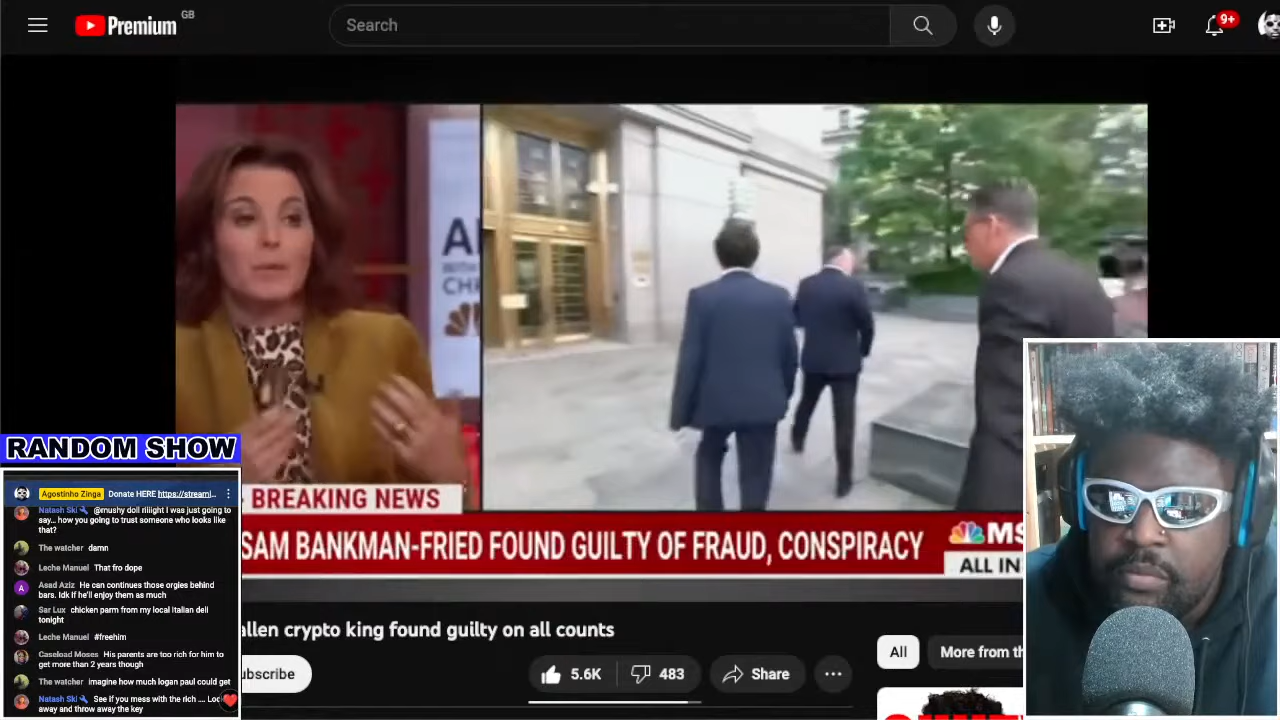 Premium GB
Search
9+
A
WITH
CH
BREAKING NEWS
SAM BANKMAN-FRIED FOUND GUILTY OF FRAUD, CONSPIRACY
MS
ALL IN
RANDOM SHOW
Agostinho Zinga Donate HERE https://streaml...
Natash Ski @mushy doll riiiight I was just going to
say... how you going to trust someone who looks like
that?
The watcher damn
Leche Manuel That fro dope
Asad Aziz He can continues those orgies behind
bars. Idk if he'll enjoy them as much
Sar Lux chicken parm from my local Italian deli
tonight
Leche Manuel #freehim
Caseload Moses His parents are too rich for him to
get more than 2 years though
The watcher imagine how much logan paul could get
Natash Ski See if you mess with the rich .... Loc
away and throw away the key
allen crypto king found guilty on all counts
ubscribe
5.6K
483
Share
All
More from th